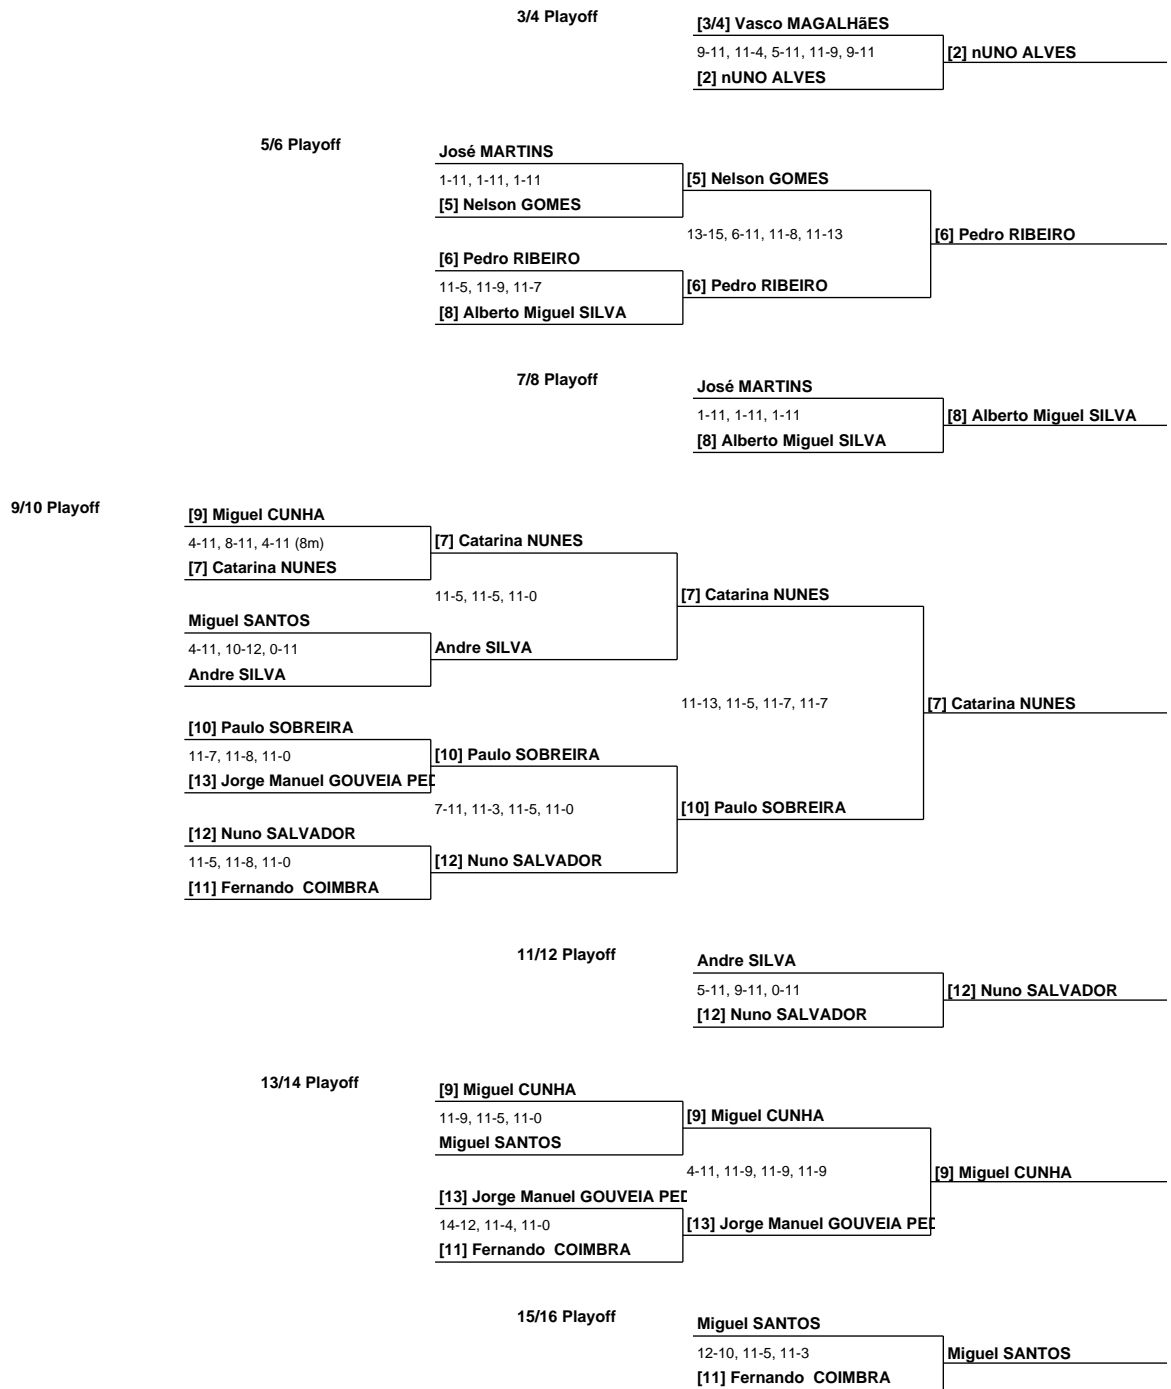 3/4 Playoff
[3/4] Vasco MAGALHãES
9-11, 11-4, 5-11, 11-9, 9-11
[2] nUNO ALVES
[2] nUNO ALVES
5/6 Playoff
José MARTINS
1-11, 1-11, 1-11
[5] Nelson GOMES
[5] Nelson GOMES
13-15, 6-11, 11-8, 11-13
[6] Pedro RIBEIRO
[6] Pedro RIBEIRO
11-5, 11-9, 11-7
[6] Pedro RIBEIRO
[8] Alberto Miguel SILVA
7/8 Playoff
José MARTINS
1-11, 1-11, 1-11
[8] Alberto Miguel SILVA
[8] Alberto Miguel SILVA
9/10 Playoff
[9] Miguel CUNHA
4-11, 8-11, 4-11 (8m)
[7] Catarina NUNES
[7] Catarina NUNES
11-5, 11-5, 11-0
[7] Catarina NUNES
Miguel SANTOS
4-11, 10-12, 0-11
Andre SILVA
Andre SILVA
11-13, 11-5, 11-7, 11-7
[7] Catarina NUNES
[10] Paulo SOBREIRA
11-7, 11-8, 11-0
[10] Paulo SOBREIRA
[13] Jorge Manuel GOUVEIA PED
7-11, 11-3, 11-5, 11-0
[10] Paulo SOBREIRA
[12] Nuno SALVADOR
11-5, 11-8, 11-0
[12] Nuno SALVADOR
[11] Fernando  COIMBRA
11/12 Playoff
Andre SILVA
5-11, 9-11, 0-11
[12] Nuno SALVADOR
[12] Nuno SALVADOR
13/14 Playoff
[9] Miguel CUNHA
11-9, 11-5, 11-0
[9] Miguel CUNHA
Miguel SANTOS
4-11, 11-9, 11-9, 11-9
[9] Miguel CUNHA
[13] Jorge Manuel GOUVEIA PED
14-12, 11-4, 11-0
[13] Jorge Manuel GOUVEIA PED
[11] Fernando  COIMBRA
15/16 Playoff
Miguel SANTOS
12-10, 11-5, 11-3
Miguel SANTOS
[11] Fernando  COIMBRA